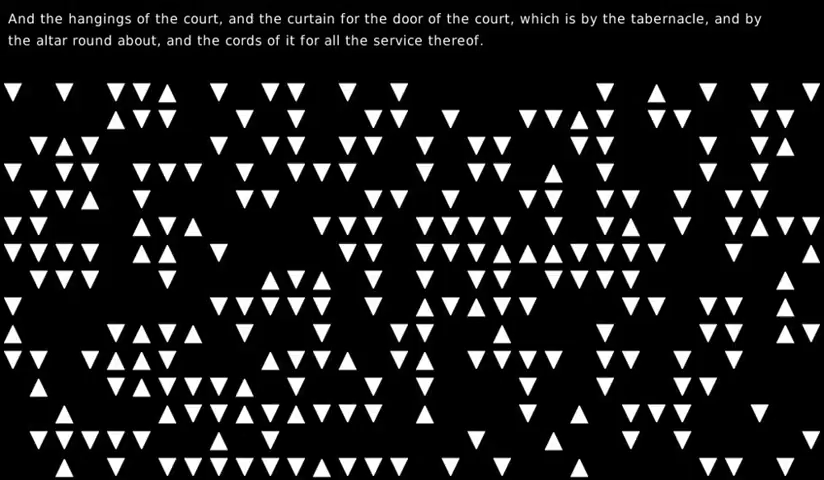 And the hangings of the court, and the curtain for the door of the court, which is by the tabernacle, and by
the altar round about, and the cords of it for all the service thereof.